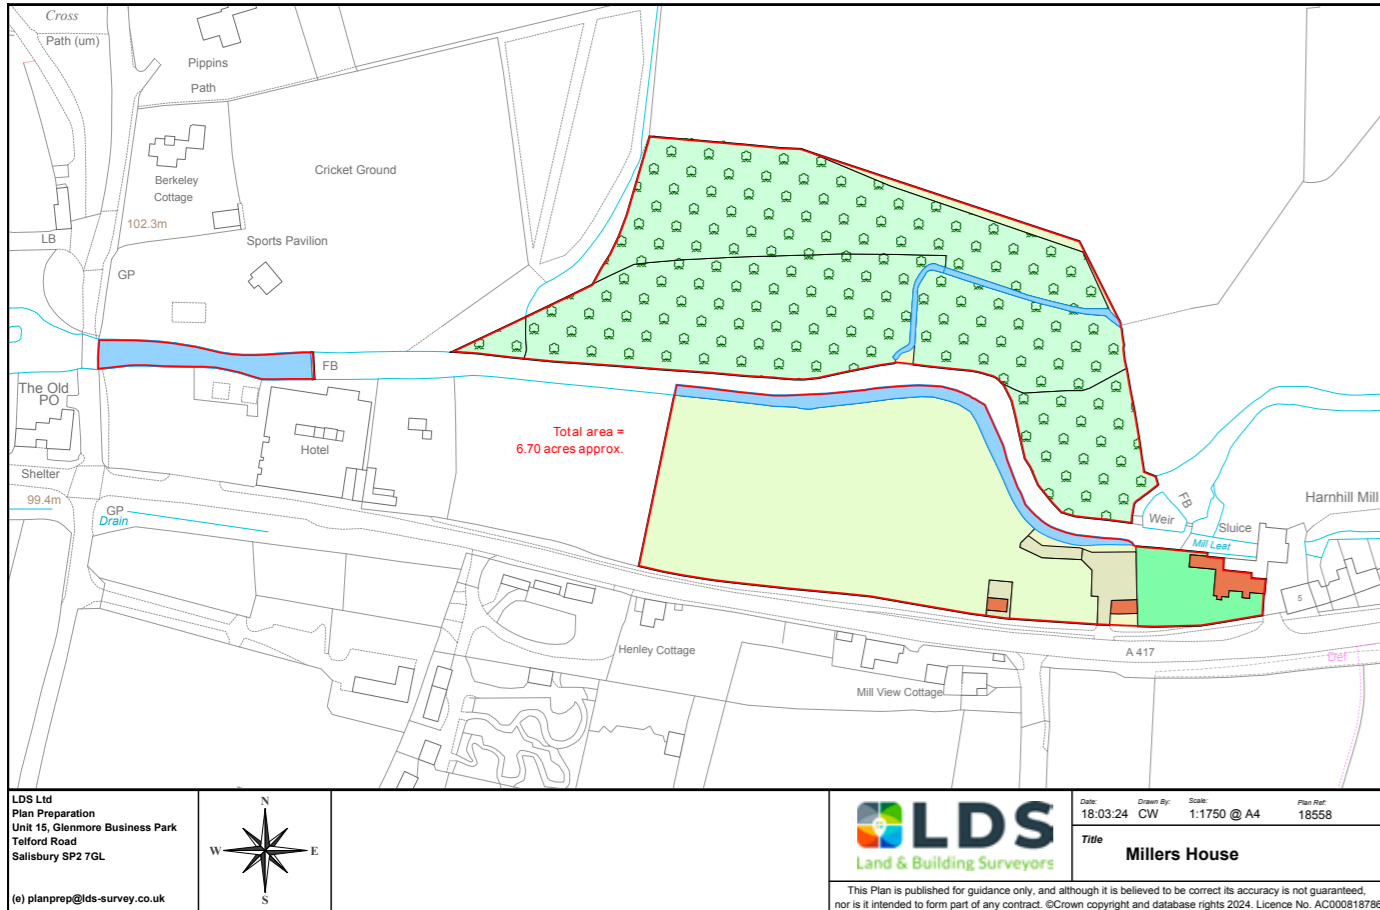 Cross
Path (um)
Pippins
Path
Berkeley
Cottage
Cricket Ground
102.3m
LB
Sports Pavilion
GP
FB
The Old
PO
Hotel
Shelter
99.4m
GP
Drain
Total area =
6.70 acres approx.
Weir
FB
Sluice
Harnhill Mill
Mill Leat
5
Henley Cottage
Mill View Cottage
A 417
Def
LDS Ltd
Plan Preparation
Unit 15, Glenmore Business Park
Telford Road
Salisbury SP2 7GL
(e) planprep@lds-survey.co.uk
N
W
E
S
LDS
Land & Building Surveyors
Date:
18:03:24
Drawn By:
CW
Scale:
1:1750 @ A4
Plan Ref:
18558
Title
Millers House
This Plan is published for guidance only, and although it is believed to be correct its accuracy is not guaranteed,
nor is it intended to form part of any contract. ©Crown copyright and database rights 2024. Licence No. AC000818786